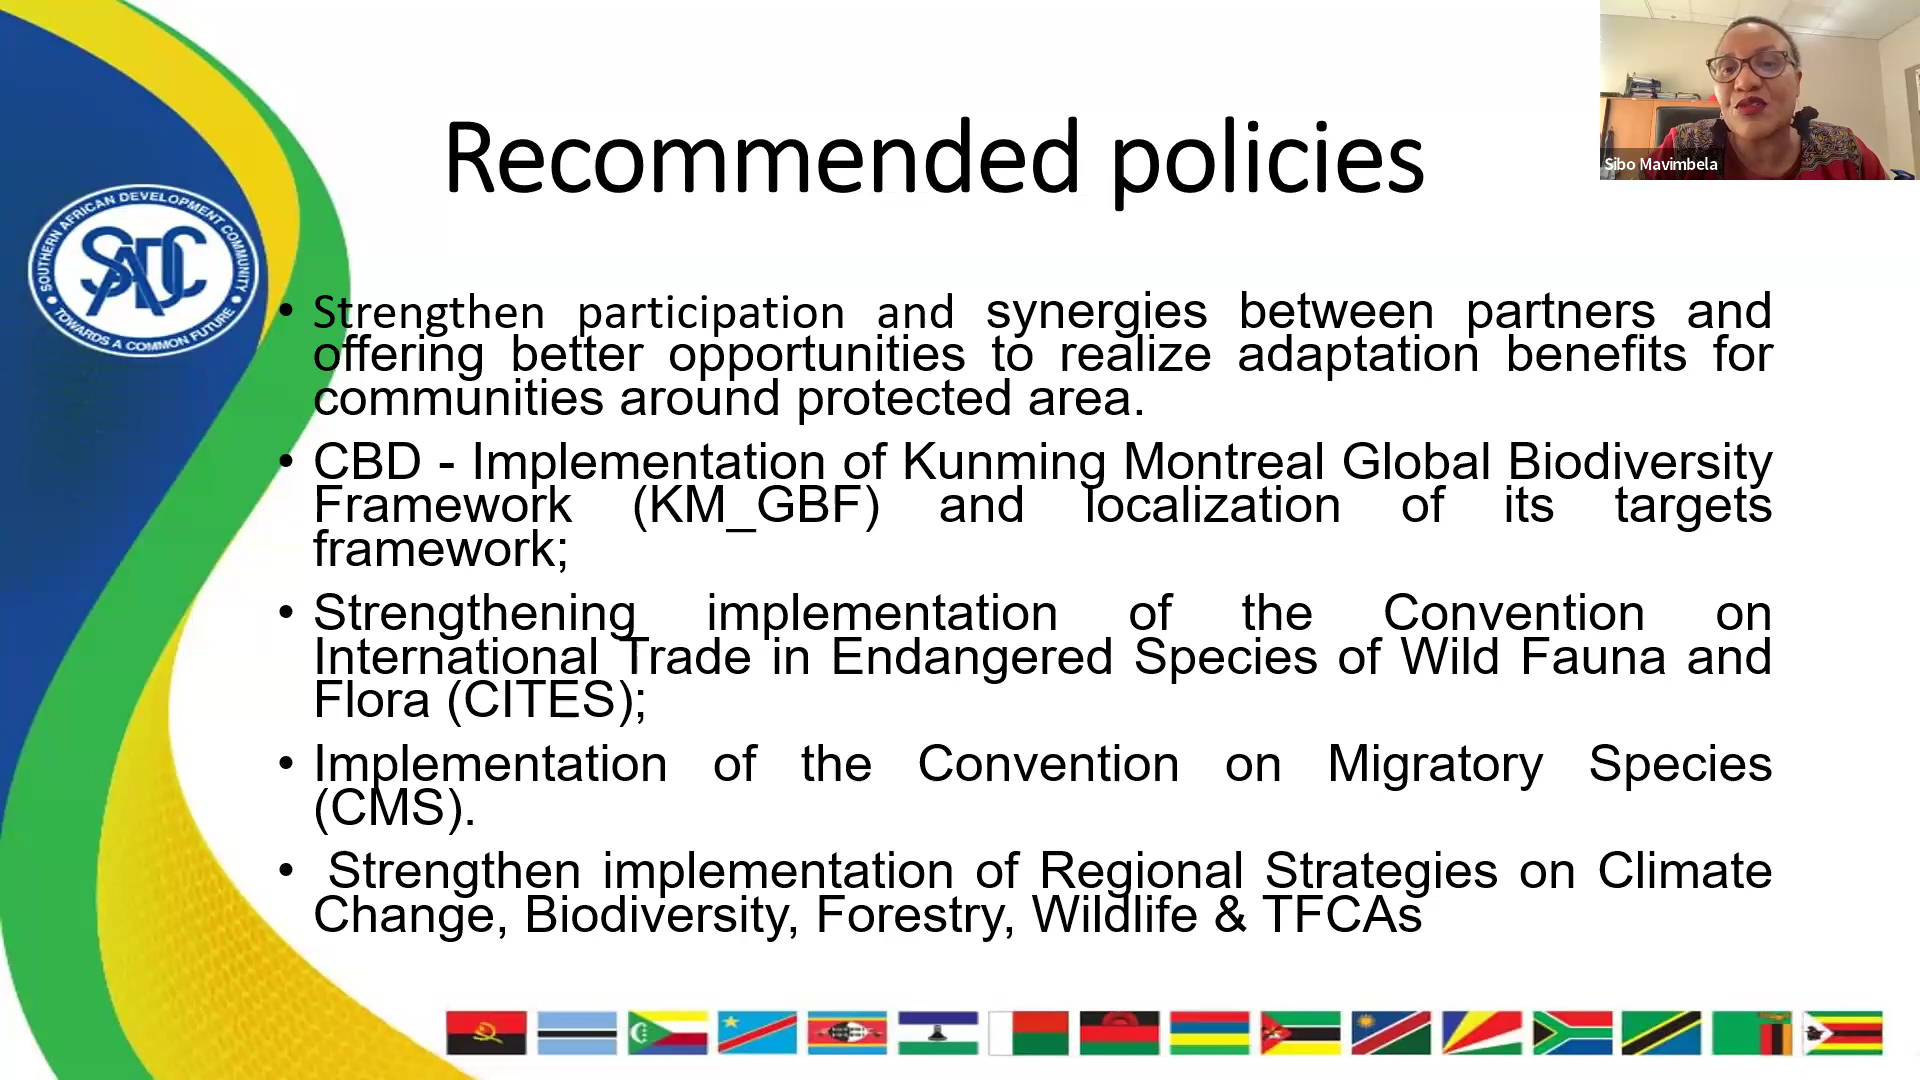 Recommended policies
Sibo Mavimbela
SOUTHERN AFRICAN DEVELOPMENT COMMUNITY
SADC
TOWARDS A COMMON FUTURE
• Strengthen participation and synergies between partners and
offering better opportunities to realize adaptation benefits for
communities around protected area.
• CBD - Implementation of Kunming Montreal Global Biodiversity
Framework (KM_GBF) and localization of its targets
framework;
• Strengthening implementation of the Convention on
International Trade in Endangered Species of Wild Fauna and
Flora (CITES);
• Implementation of the Convention on Migratory Species
(CMS).
• Strengthen implementation of Regional Strategies on Climate
Change, Biodiversity, Forestry, Wildlife & TFCAs